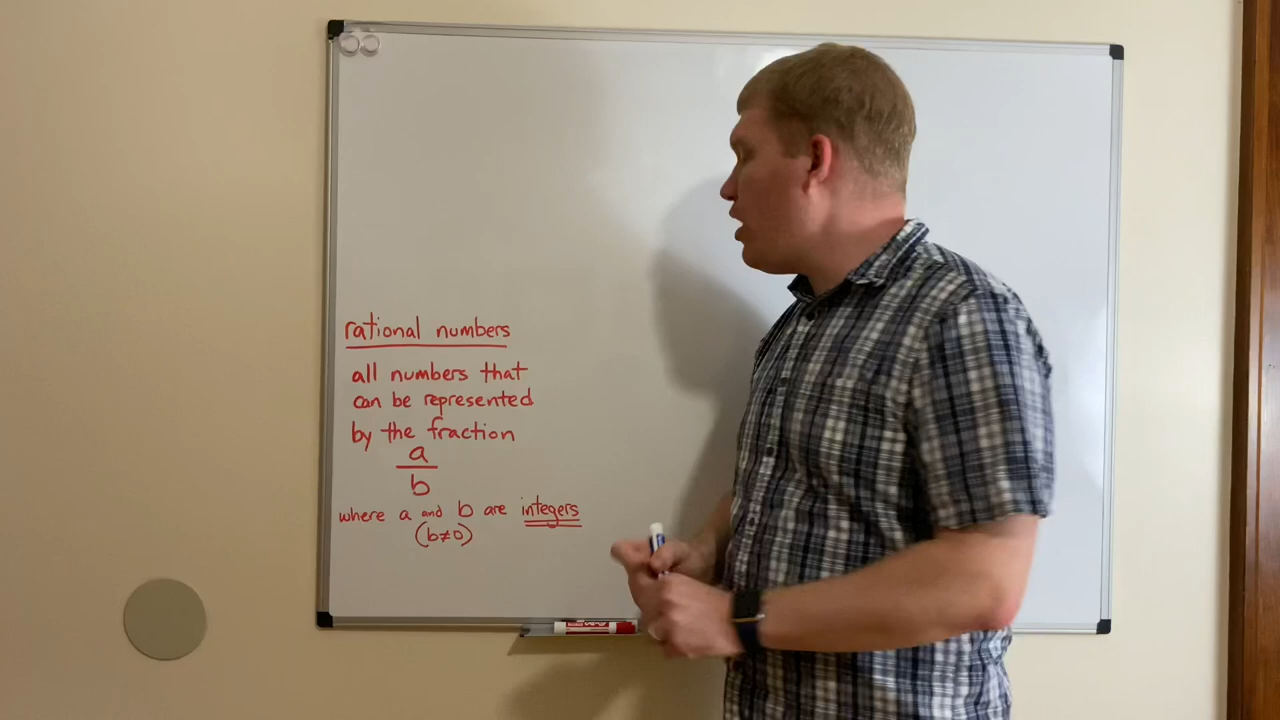 rational numbers
all numbers that
can be represented
by the fraction
a
b
where a and b are integers
(b≠0)